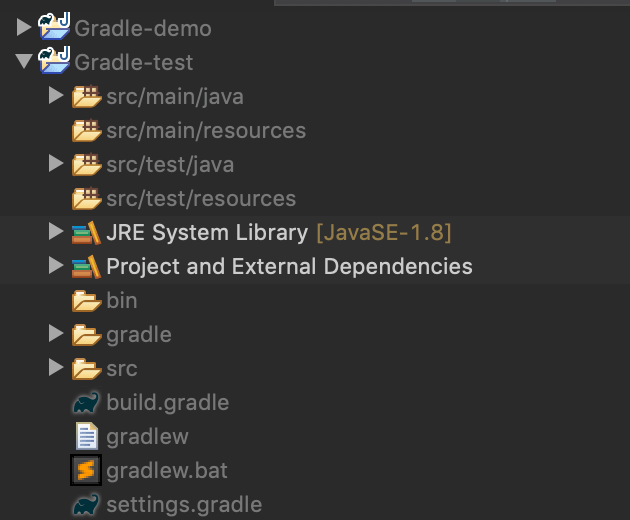 Gradle-demo
Gradle-test
src/main/java
src/main/resources
src/test/java
src/test/resources
JRE System Library [JavaSE-1.8]
Project and External Dependencies
bin
gradle
src
build.gradle
gradlew
gradlew.bat
settings.gradle